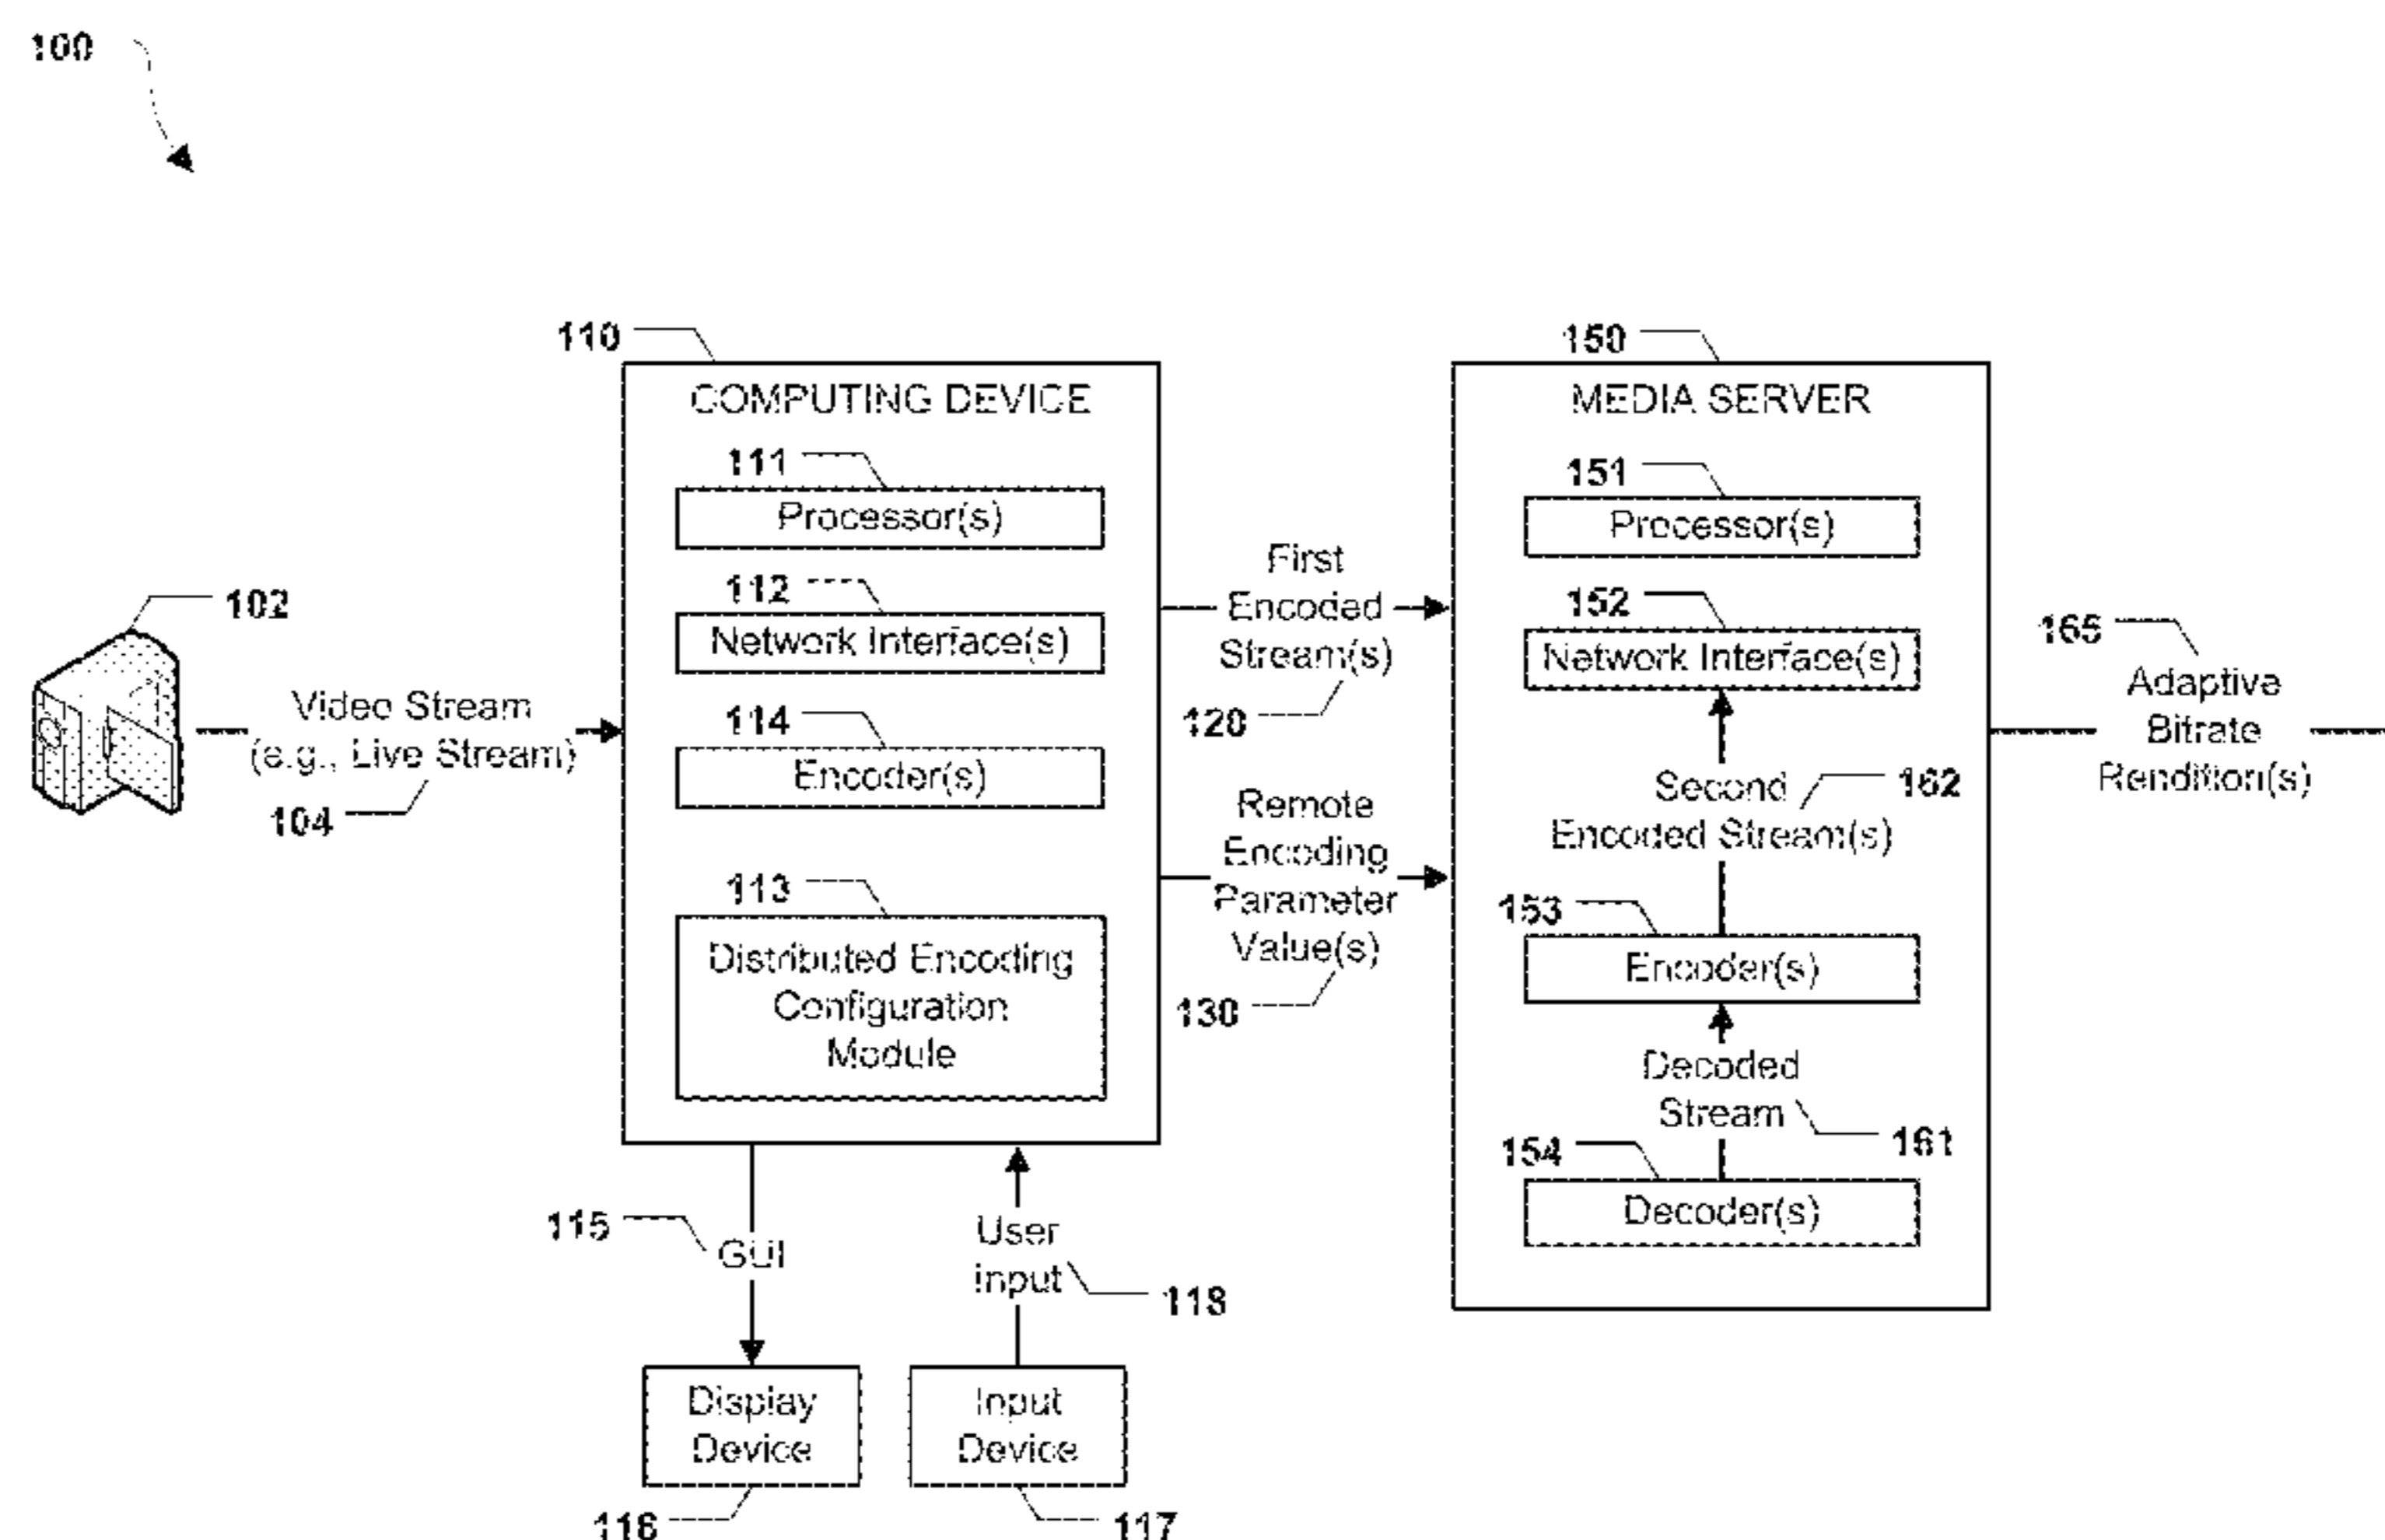 100
110
COMPUTING DEVICE
111
Processor(s)
112
Network Interface(s)
114
Encoder(s)
113
Distributed Encoding
Configuration
Module
102
Video Stream
(e.g., Live Stream)
104
First
Encoded
Stream(s)
120
Remote
Encoding
Parameter
Value(s)
130
150
MEDIA SERVER
151
Processor(s)
152
Network Interface(s)
Second
Encoded Stream(s)
162
153
Encoder(s)
Decoded
Stream
161
154
Decoder(s)
165
Adaptive
Bitrate
Rendition(s)
115
GUI
User
Input
118
Display
Device
116
Input
Device
117